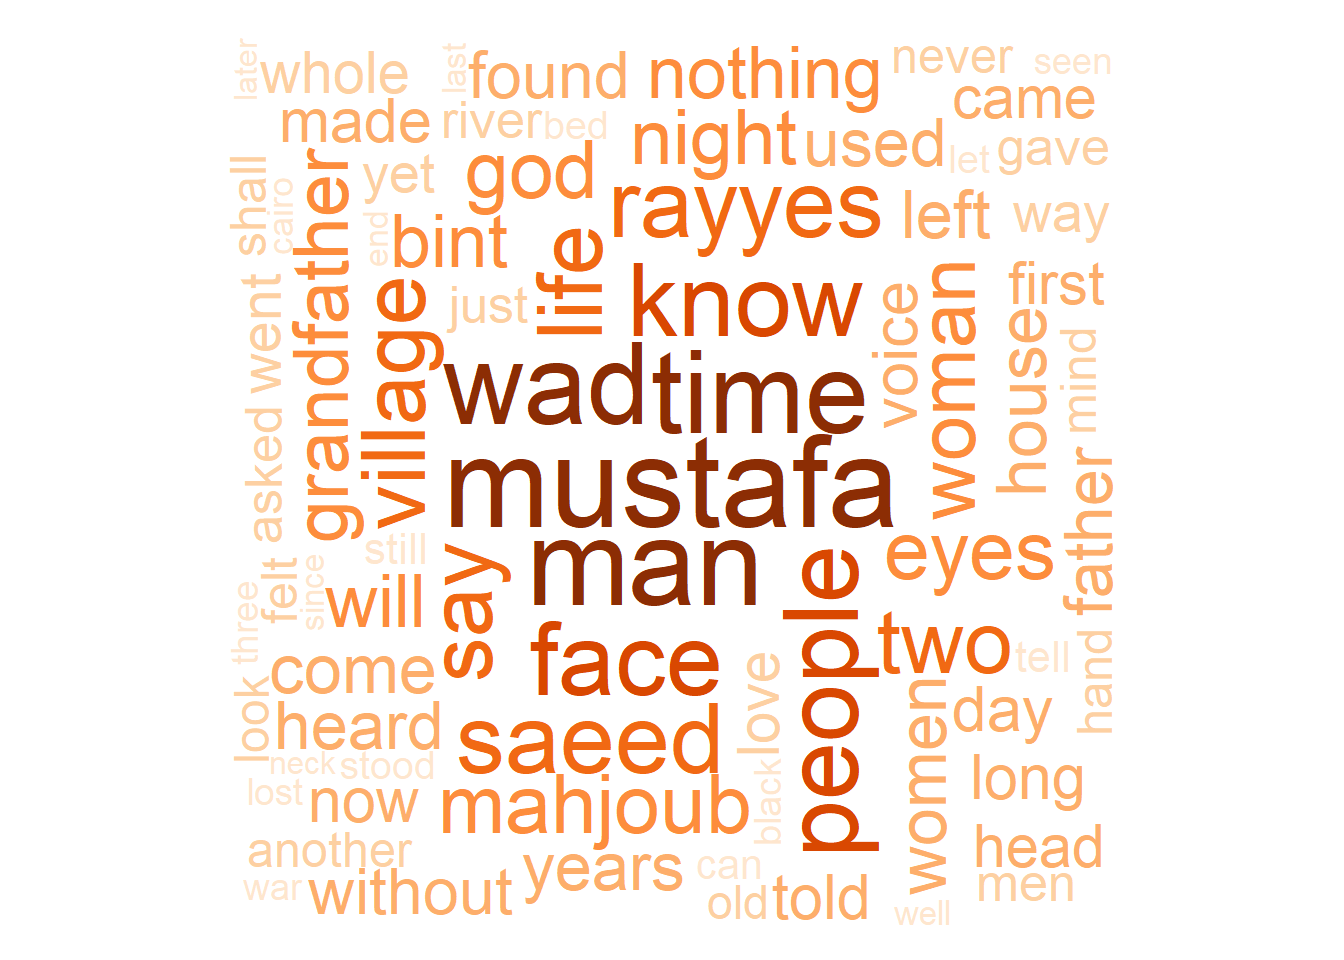 later whole last found nothing never seen
made river bed night used came
let gave
shall cairo yet god rayyes left way
grandfather end bint life
village just know voice woman first
went house mind
wad time
asked mustafa
father
still say man people eyes
felt since will
three come face two tell
look heard saeed love women day hand
neck stood
lost now mahjoub black long
another years can head
war without old told men
well